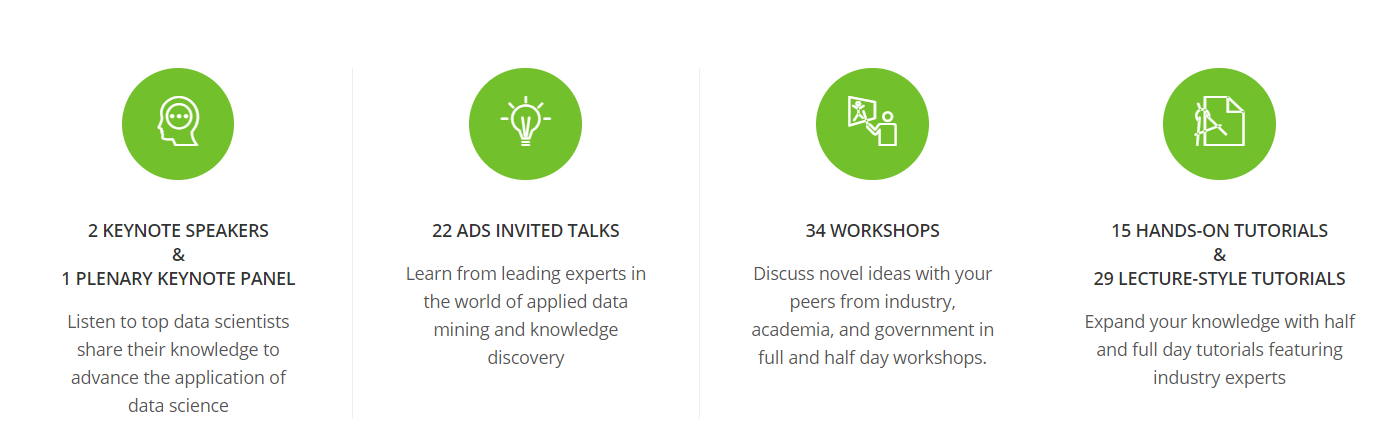 2 KEYNOTE SPEAKERS
&
1 PLENARY KEYNOTE PANEL
Listen to top data scientists
share their knowledge to
advance the application of
data science
22 ADS INVITED TALKS
Learn from leading experts in
the world of applied data
mining and knowledge
discovery
34 WORKSHOPS
Discuss novel ideas with your
peers from industry,
academia, and government in
full and half day workshops.
15 HANDS-ON TUTORIALS
&
29 LECTURE-STYLE TUTORIALS
Expand your knowledge with half
and full day tutorials featuring
industry experts